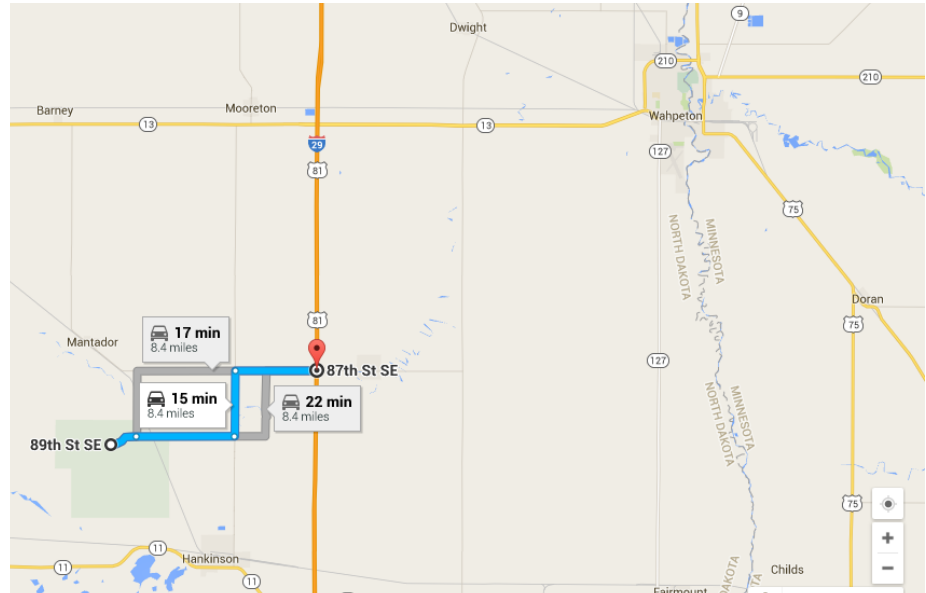 9
Dwight
210
210
Barney
Mooreton
13
13
Wahpeton
29
127
81
75
NORTH DAKOTA
MINNESOTA
Doran
81
75
17 min
8.4 miles
Mantador
127
87th St SE
15 min
8.4 miles
22 min
8.4 miles
89th St SE
NORTH DAKOTA
MINNESOTA
75
11
Hankinson
11
11
Childs
Fairmount